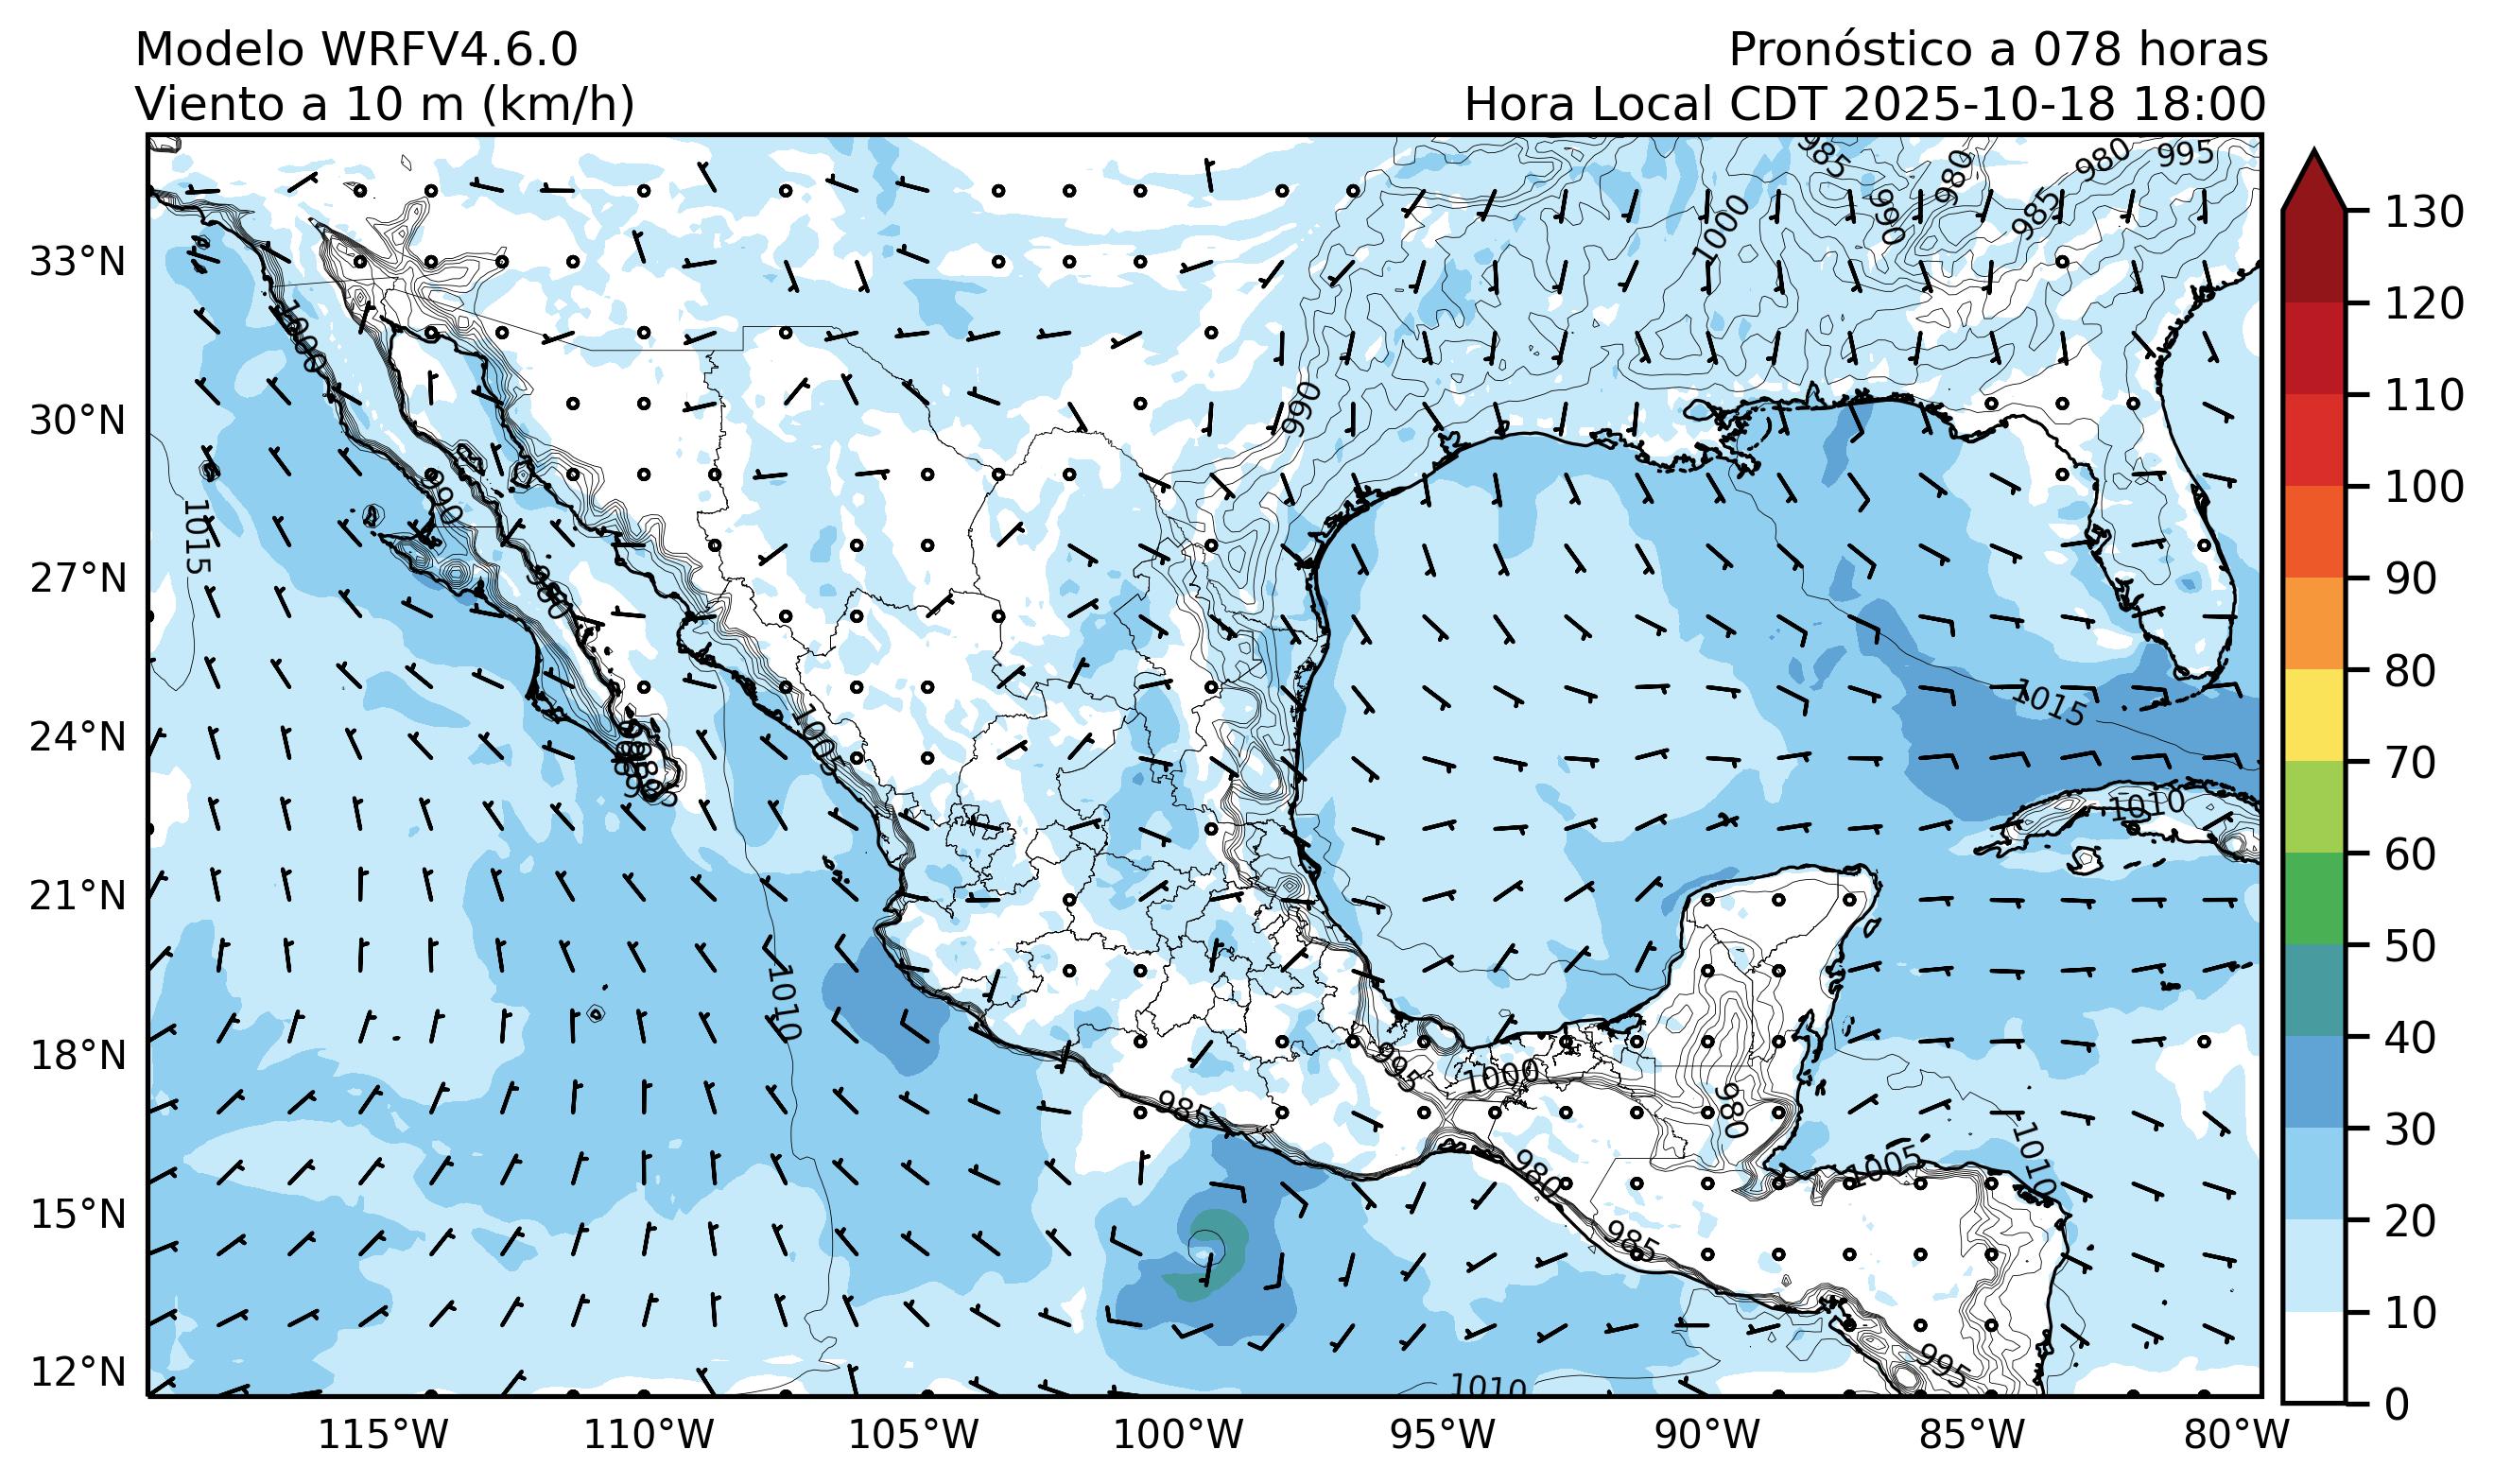 Modelo WRFV4.6.0
Pronóstico a 078 horas
Viento a 10 m (km/h)
Hora Local CDT 2025-10-18 18:00
985
980
980
995
990
985
1000
33°N
1000
990
30°N
990
1015
27°N
980
1015
24°N
1005
985
1010
21°N
1010
18°N
995
1000
985
980
1005
1010
980
15°N
985
995
12°N
1010
115°W
110°W
105°W
100°W
95°W
90°W
85°W
80°W
130
120
110
100
90
80
70
60
50
40
30
20
10
0